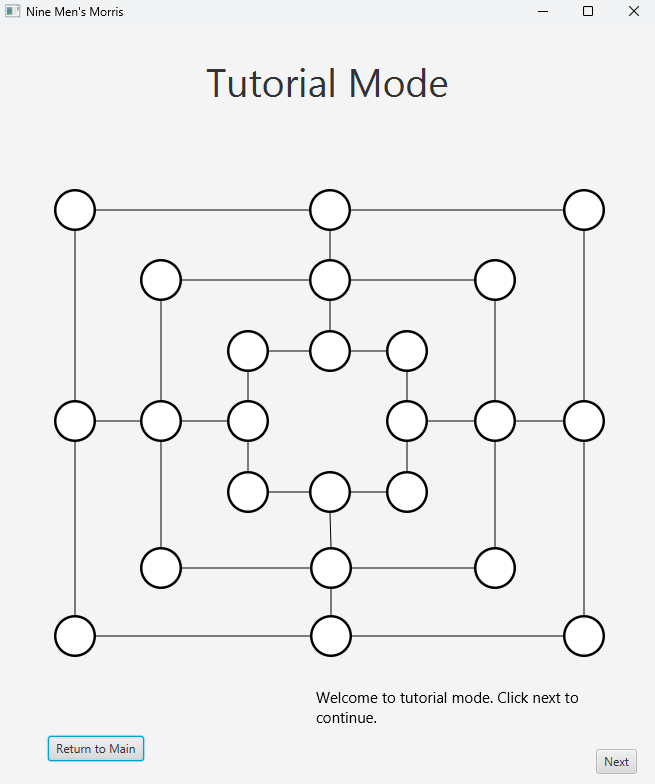 Nine Men's Morris
Tutorial Mode
Welcome to tutorial mode. Click next to
continue.
Return to Main
Next